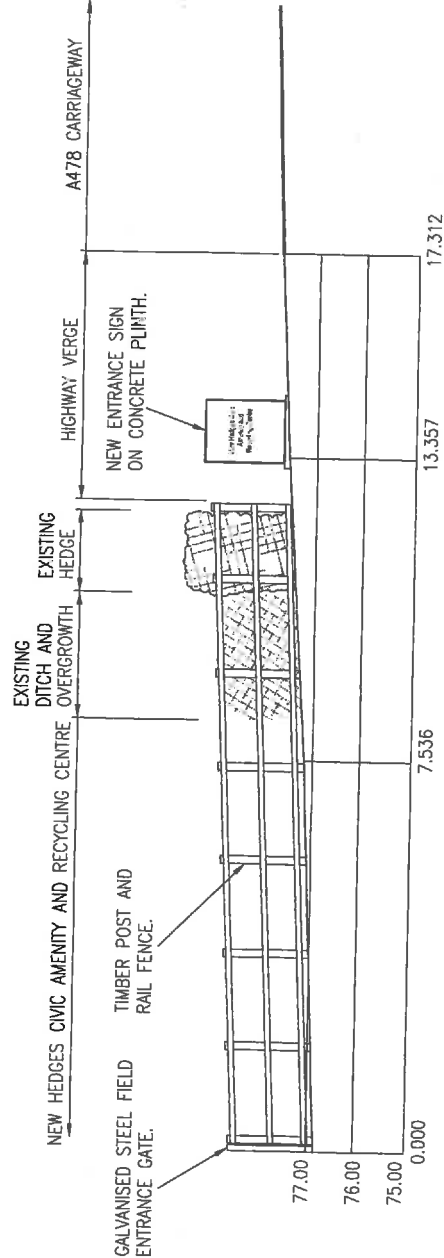 NEW HEDGES CIVIC AMENITY AND RECYCLING CENTRE
EXISTING
DITCH AND
OVERGROWTH
EXISTING
HEDGE
HIGHWAY VERGE
A478 CARRIAGEWAY
GALVANISED STEEL FIELD
ENTRANCE GATE.
TIMBER POST AND
RAIL FENCE.
NEW ENTRANCE SIGN
ON CONCRETE PLINTH.
77.00
76.00
75.00
0.000
7.536
13.357
17.312